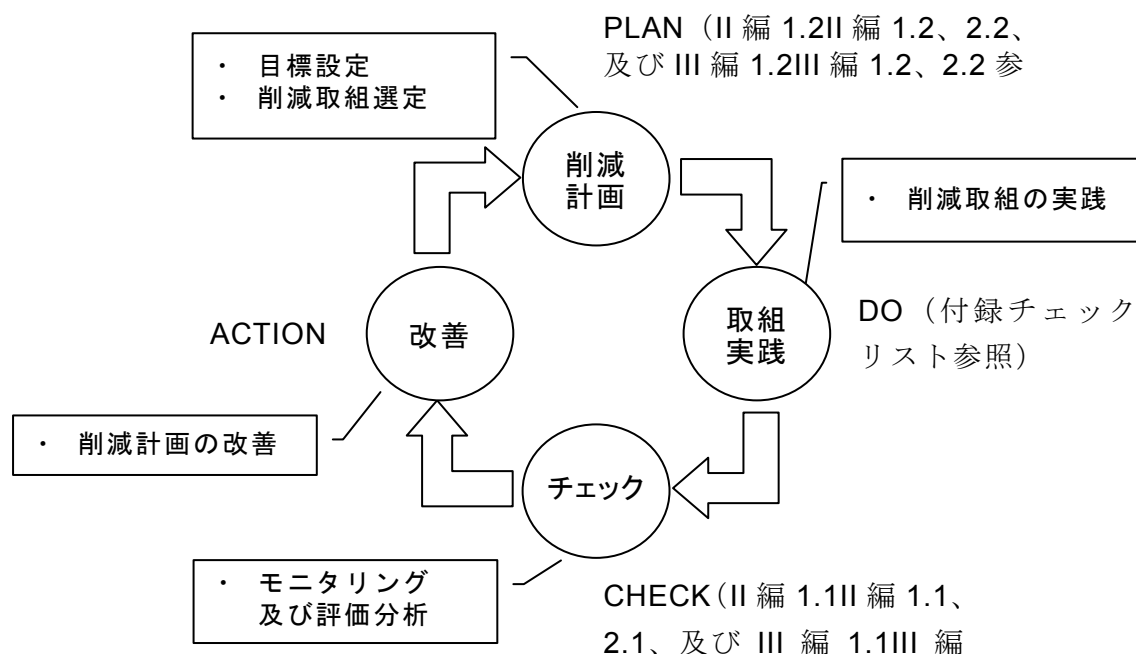 PLAN（II 編 1.2II 編 1.2、2.2、
及び III 編 1.2III 編 1.2、2.2 参
・ 目標設定
・ 削減取組選定
削減
計画
・ 削減取組の実践
取組
実践
DO（付録チェック
リスト参照）
ACTION
改善
・ 削減計画の改善
チェック
・ モニタリング
及び評価分析
CHECK（II 編 1.1II 編 1.1、
2.1、及び III 編 1.1III 編